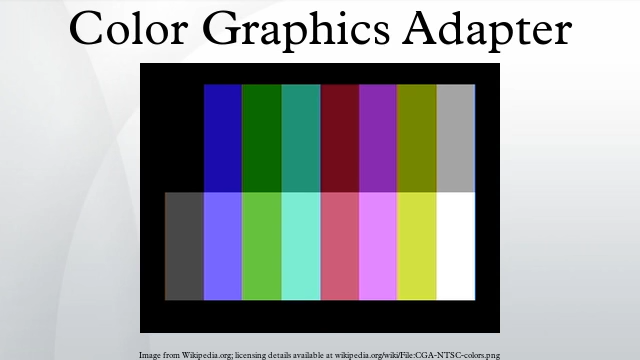 Color Graphics Adapter
Image from Wikipedia.org; licensing details available at wikipedia.org/wiki/File:CGA-NTSC-colors.png